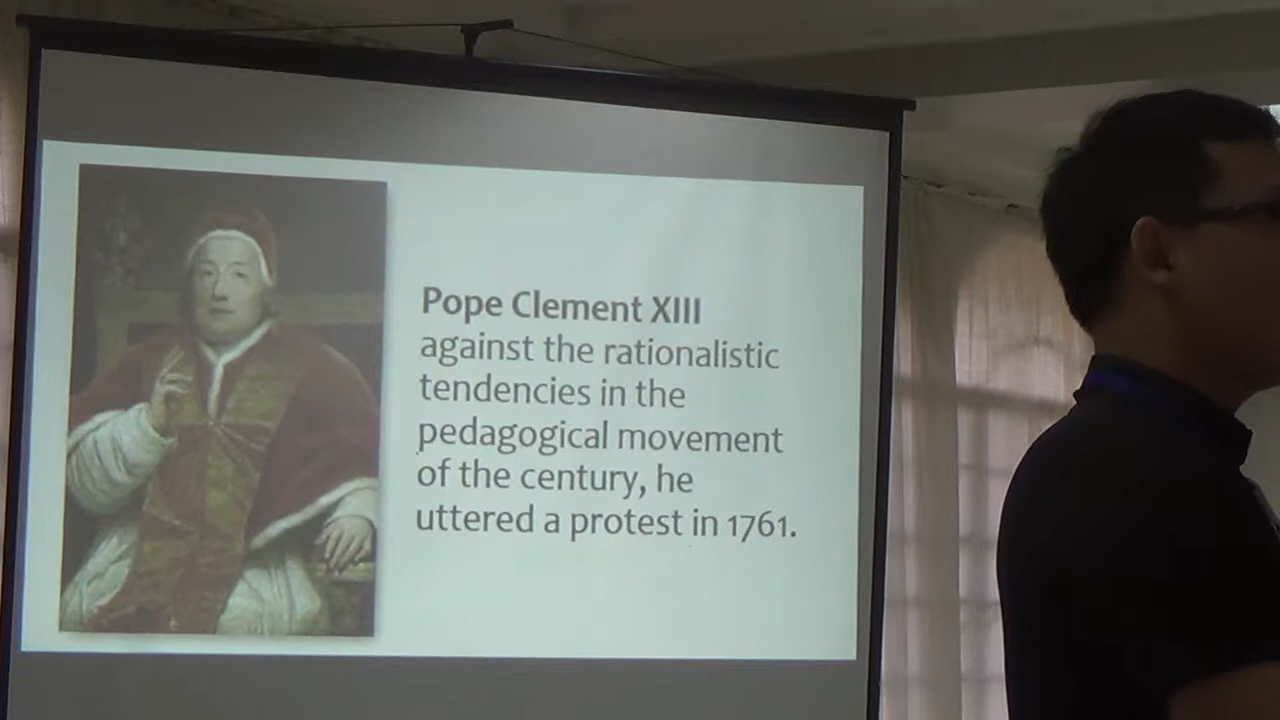 Pope Clement XIII
against the rationalistic
tendencies in the
pedagogical movement
of the century, he
uttered a protest in 1761.